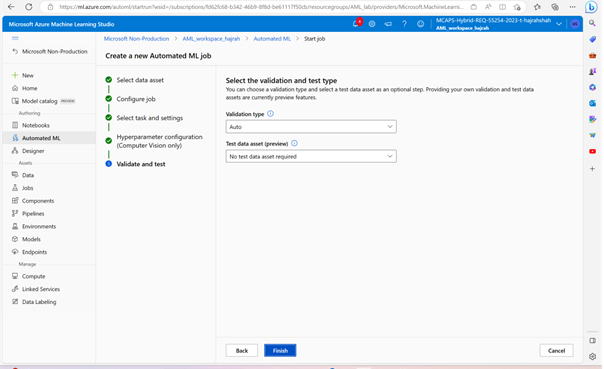 https://ml.azure.com/automl/startrun?wsid=/subscriptions/fd62fc68-b342-46b9-8f8d-be61117f50cb/resourcegroups/AML_lab/providers/Microsoft.MachineLearn...
Microsoft Azure Machine Learning Studio
MCAPS-Hybrid-REQ-55254-2023-t-hajrahshah
AML_workspace_hajrah
Microsoft Non-Production
New
Home
Model catalog PREVIEW
Authoring
Notebooks
Automated ML
Designer
Assets
Data
Jobs
Components
Pipelines
Environments
Models
Endpoints
Manage
Compute
Linked Services
Data Labeling
Microsoft Non-Production > AML_workspace_hajrah > Automated ML > Start job
Create a new Automated ML job
Select data asset
Configure job
Select task and settings
Hyperparameter configuration
(Computer Vision only)
Validate and test
Select the validation and test type
You can choose a validation type and select a test data asset as an optional step. Providing your own validation and test data
assets are currently preview features.
Validation type
Auto
Test data asset (preview)
No test data asset required
Back
Finish
Cancel